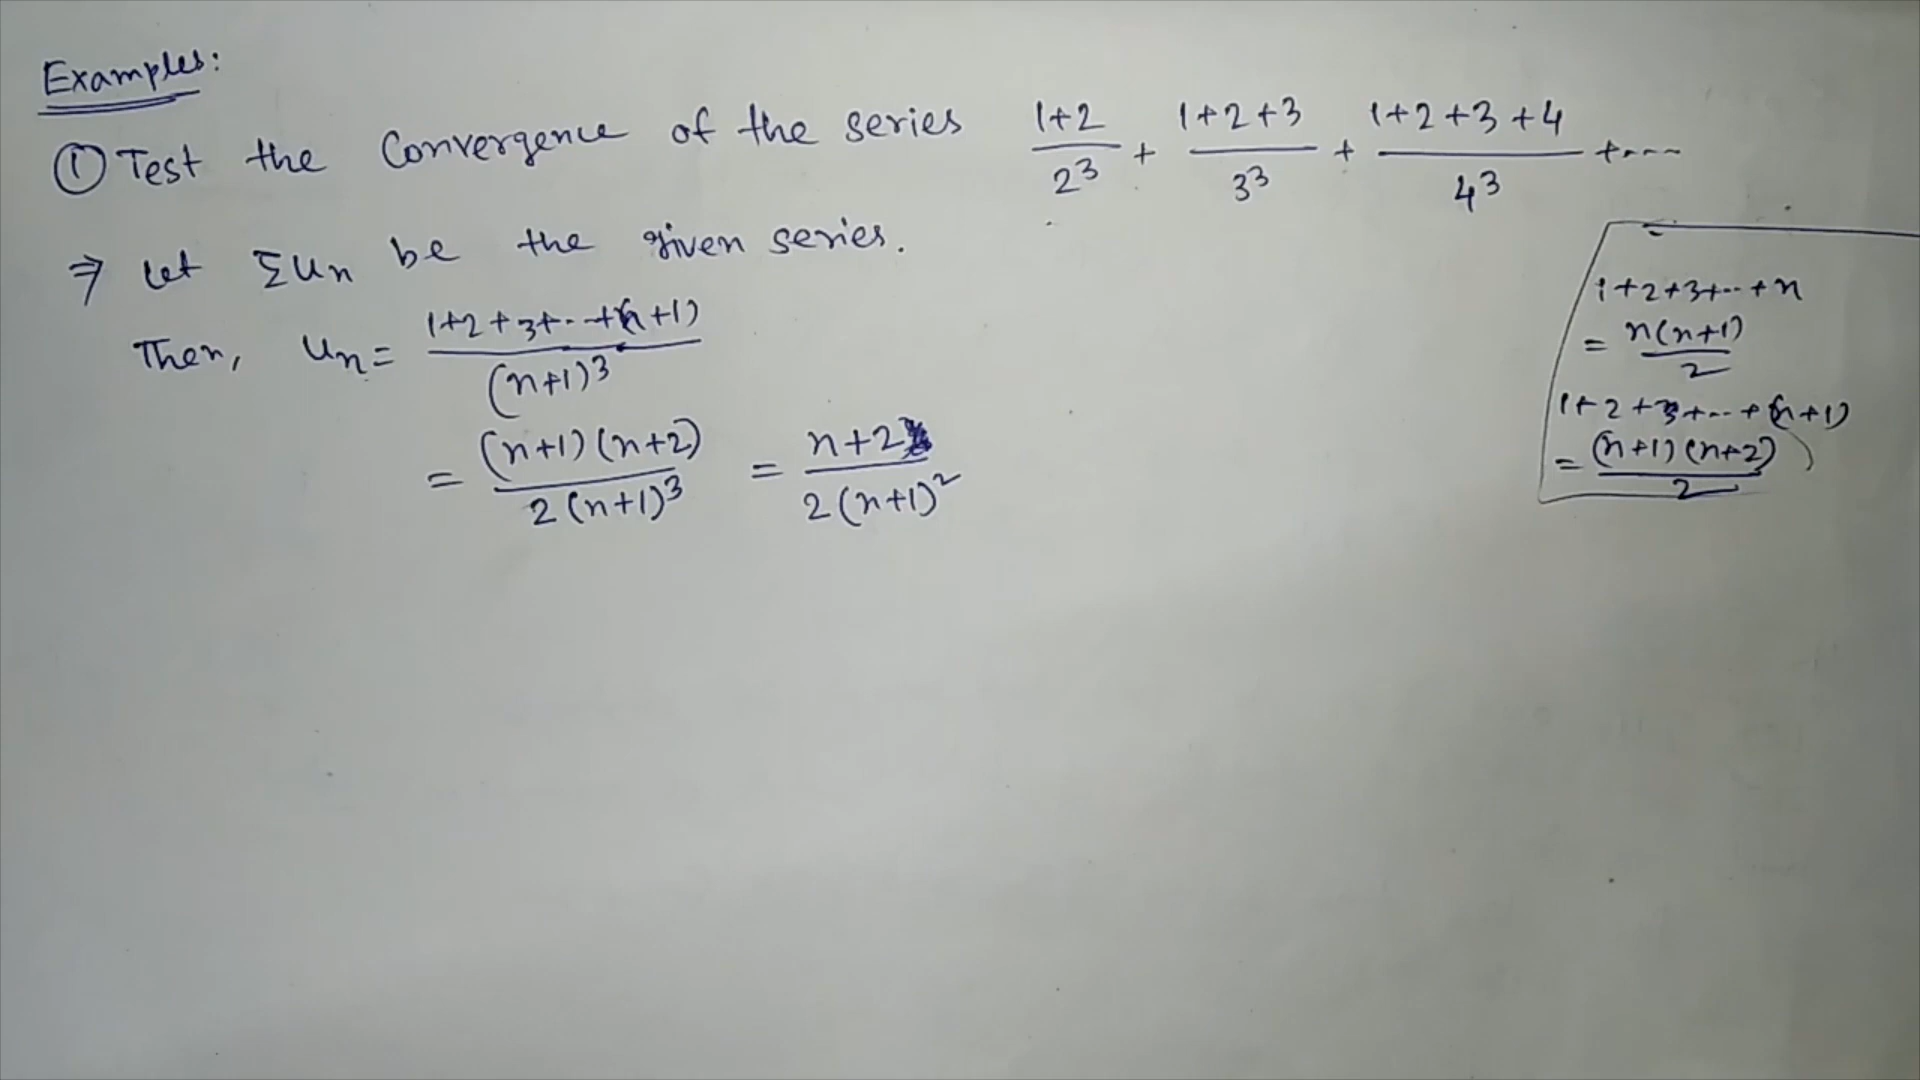 Examples:
① Test the Convergence of the series (1+2)/2³ + (1+2+3)/3³ + (1+2+3+4)/4³ + ----
⇒ Let Σun be the given series.
Then, un = (1+2+3+--+(n+1))/(n+1)³
= (n+1)(n+2)/2(n+1)³ = n+2/2(n+1)²
1+2+3+--+n
= n(n+1)/2
1+2+3+--+(n+1)
= (n+1)(n+2)/2